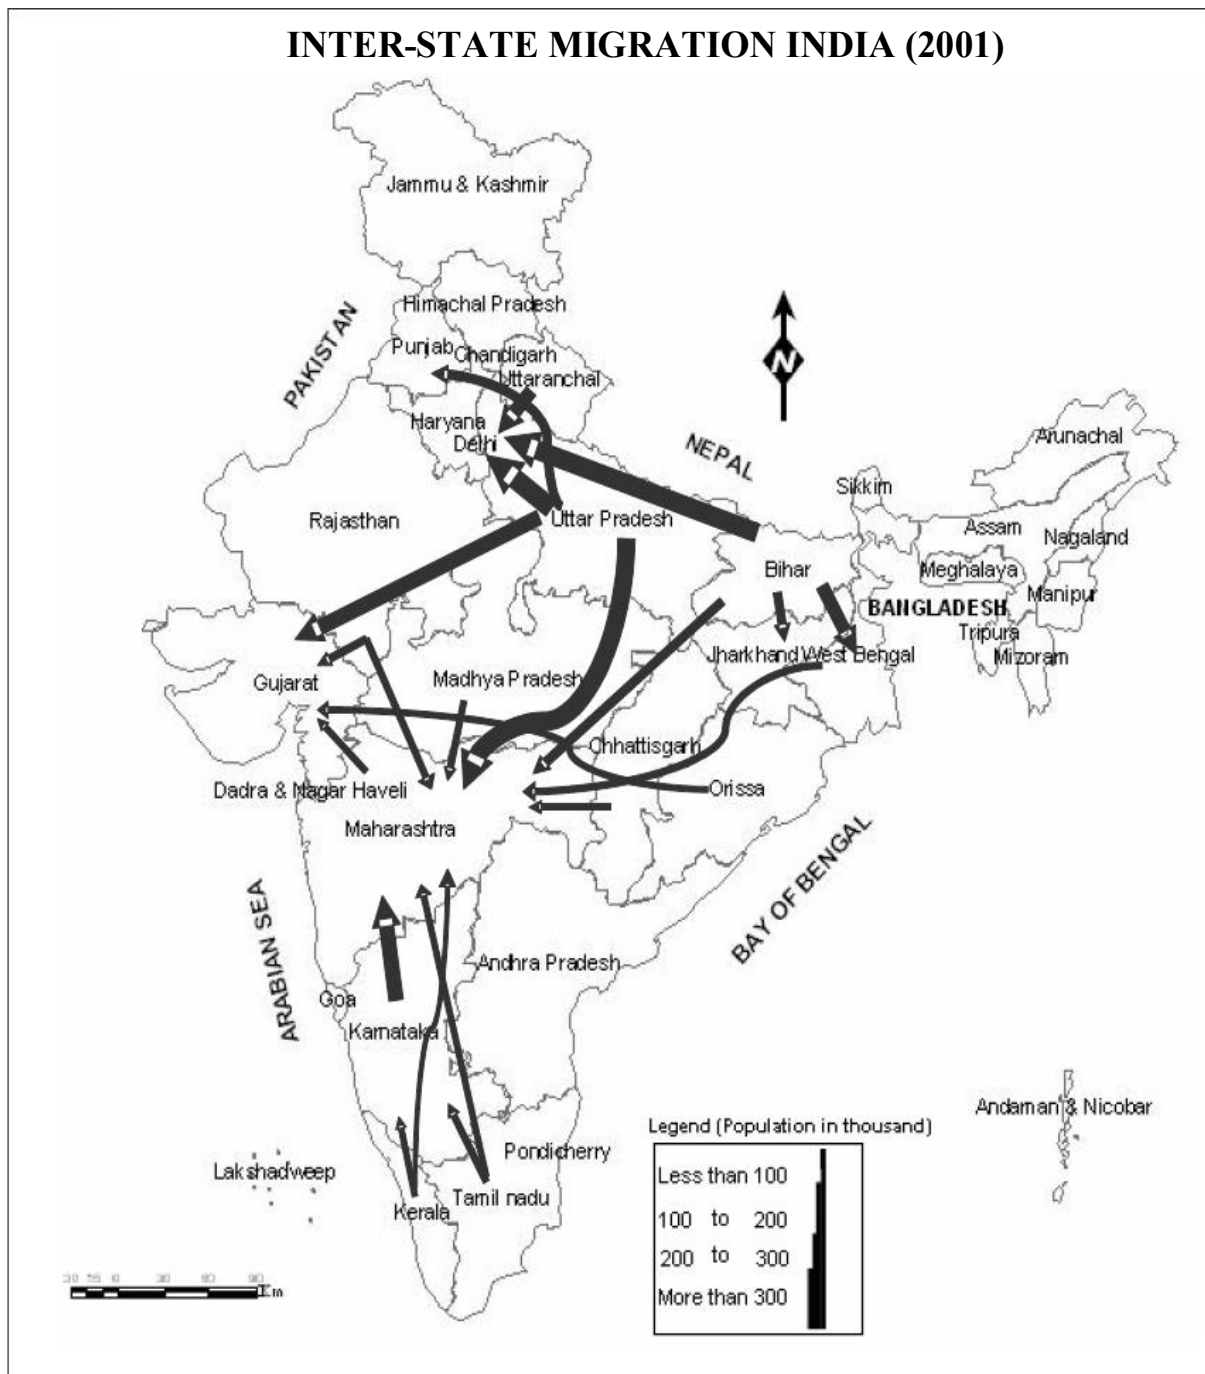 INTER-STATE MIGRATION INDIA (2001)
Jammu & Kashmir
Himachal Pradesh
PAKISTAN
Punjab
Chandigarh
Uttaranchal
Haryana
Delhi
NEPAL
N
Arunachal
Sikkim
Rajasthan
Uttar Pradesh
Assam
Nagaland
Bihar
Meghalaya
Manipur
BANGLADESH
Tripura
Mizoram
Jharkhand
West Bengal
Gujarat
Madhya Pradesh
Chhattisgarh
Dadra & Nagar Haveli
Orissa
Maharashtra
BAY OF BENGAL
ARABIAN SEA
Andhra Pradesh
Goa
Karnataka
Andaman & Nicobar
Legend (Population in thousand)
Pondicherry
Lakshadweep
Tamil nadu
Kerala
Less than 100
100 to 200
200 to 300
More than 300